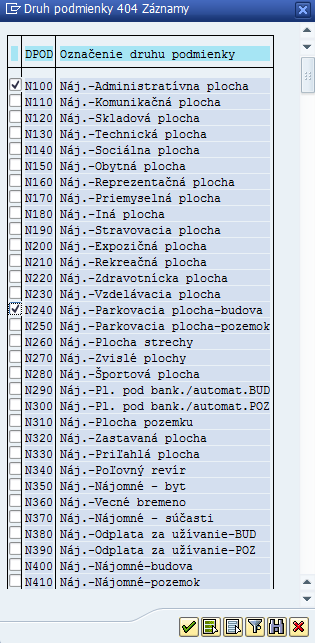 Druh podmienky 404 Záznamy
DPOD Označenie druhu podmienky
N100 Náj.-Administratívna plocha
N110 Náj.-Komunikačná plocha
N120 Náj.-Skladová plocha
N130 Náj.-Technická plocha
N140 Náj.-Sociálna plocha
N150 Náj.-Obytná plocha
N160 Náj.-Reprezentačná plocha
N170 Náj.-Priemyselná plocha
N180 Náj.-Iná plocha
N190 Náj.-Stravovacia plocha
N200 Náj.-Expozičná plocha
N210 Náj.-Rekreačná plocha
N220 Náj.-Zdravotnícka plocha
N230 Náj.-Vzdelávacia plocha
N240 Náj.-Parkovacia plocha-budova
N250 Náj.-Parkovacia plocha-pozemok
N260 Náj.-Plocha strechy
N270 Náj.-Zvislé plochy
N280 Náj.-Športová plocha
N290 Náj.-Pl. pod bank./automat.BUD
N300 Náj.-Pl. pod bank./automat.POZ
N310 Náj.-Plocha pozemku
N320 Náj.-Zastavaná plocha
N330 Náj.-Priľahlá plocha
N340 Náj.-Poľovný revír
N350 Náj.-Nájomné - byt
N360 Náj.-Vecné bremeno
N370 Náj.-Nájomné - súčasti
N380 Náj.-Odplata za užívanie-BUD
N390 Náj.-Odplata za užívanie-POZ
N400 Náj.-Nájomné-budova
N410 Náj.-Nájomné-pozemok